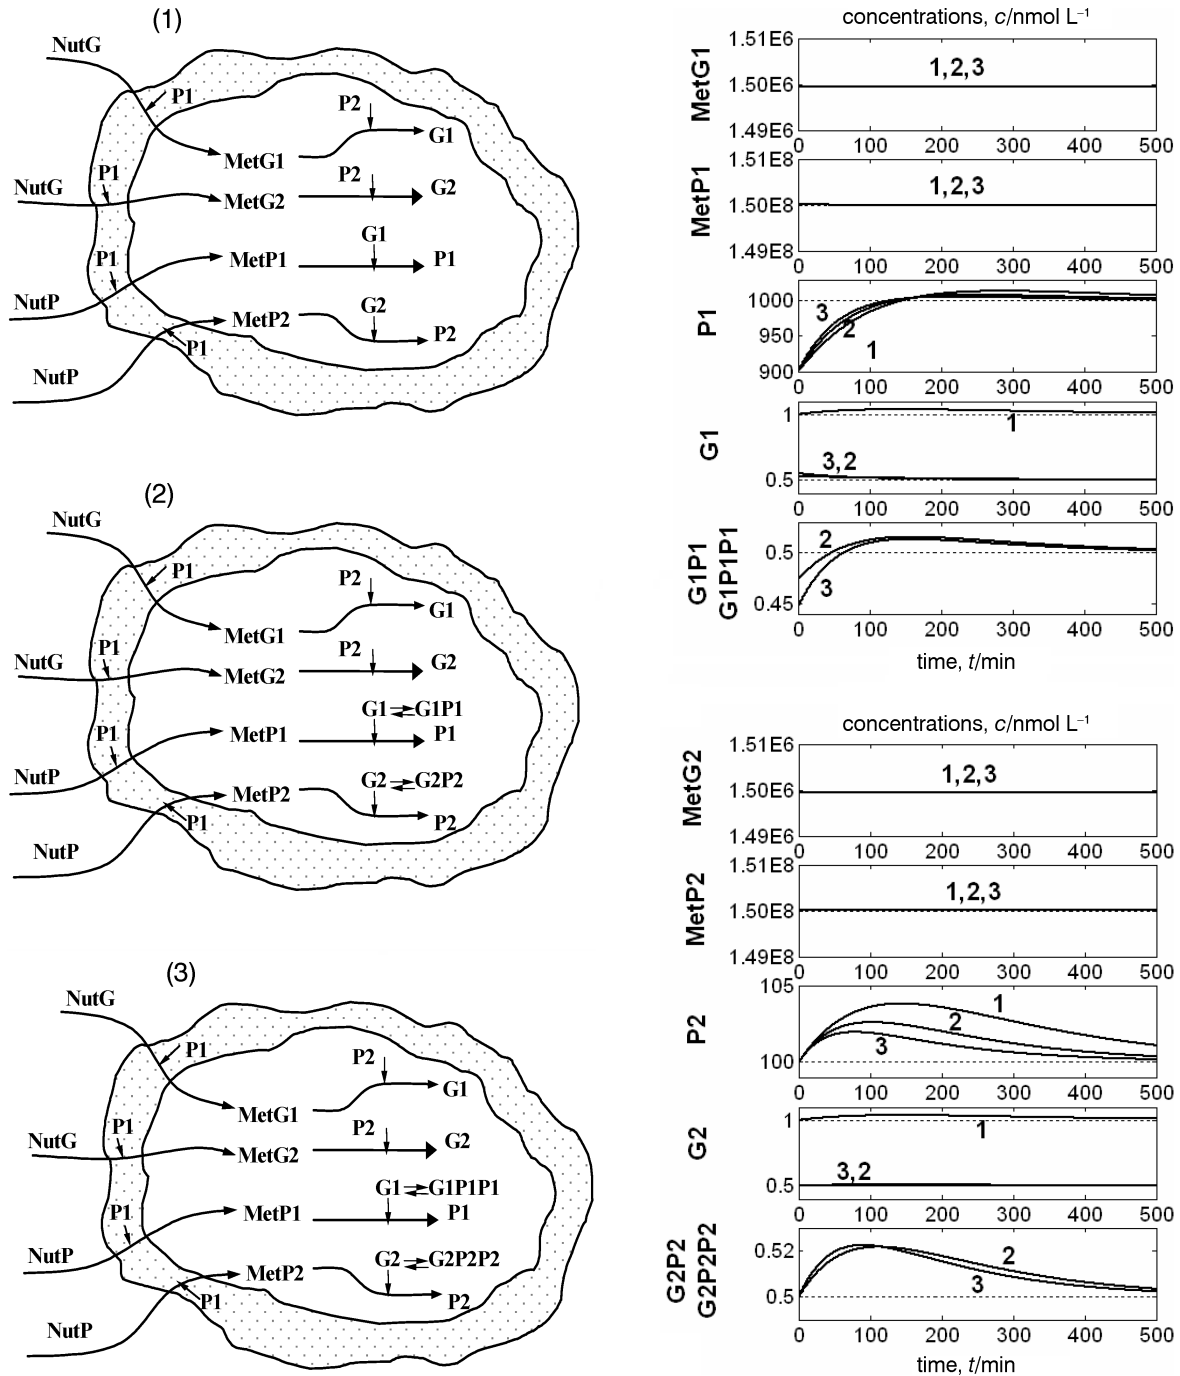 (1)
NutG
P1
P2
G1
MetG1
P1
P2
NutG
MetG2
G2
G1
P1
MetP1
P1
NutP
G2
MetP2
P2
P1
NutP
(2)
NutG
P1
P2
G1
MetG1
P1
P2
NutG
MetG2
G2
G1 ⇌ G1P1
P1
MetP1
P1
NutP
G2 ⇌ G2P2
MetP2
P2
P1
NutP
(3)
NutG
P1
P2
G1
MetG1
P1
P2
NutG
MetG2
G2
G1 ⇌ G1P1P1
P1
MetP1
P1
NutP
G2 ⇌ G2P2P2
MetP2
P2
P1
NutP
concentrations, c/nmol L–1
MetG1
1.51E6
1.50E6
1.49E6
1,2,3
0 100 200 300 400 500
MetP1
1.51E8
1.50E8
1.49E8
1,2,3
0 100 200 300 400 500
P1
1000
950
900
3
2
1
0 100 200 300 400 500
G1
1
0.5
1
3,2
0 100 200 300 400 500
G1P1
G1P1P1
0.5
0.45
2
3
0 100 200 300 400 500
time, t/min
concentrations, c/nmol L–1
MetG2
1.51E6
1.50E6
1.49E6
1,2,3
0 100 200 300 400 500
MetP2
1.51E8
1.50E8
1.49E8
1,2,3
0 100 200 300 400 500
P2
105
100
1
2
3
0 100 200 300 400 500
G2
1
0.5
1
3,2
0 100 200 300 400 500
G2P2
G2P2P2
0.52
0.5
2
3
0 100 200 300 400 500
time, t/min